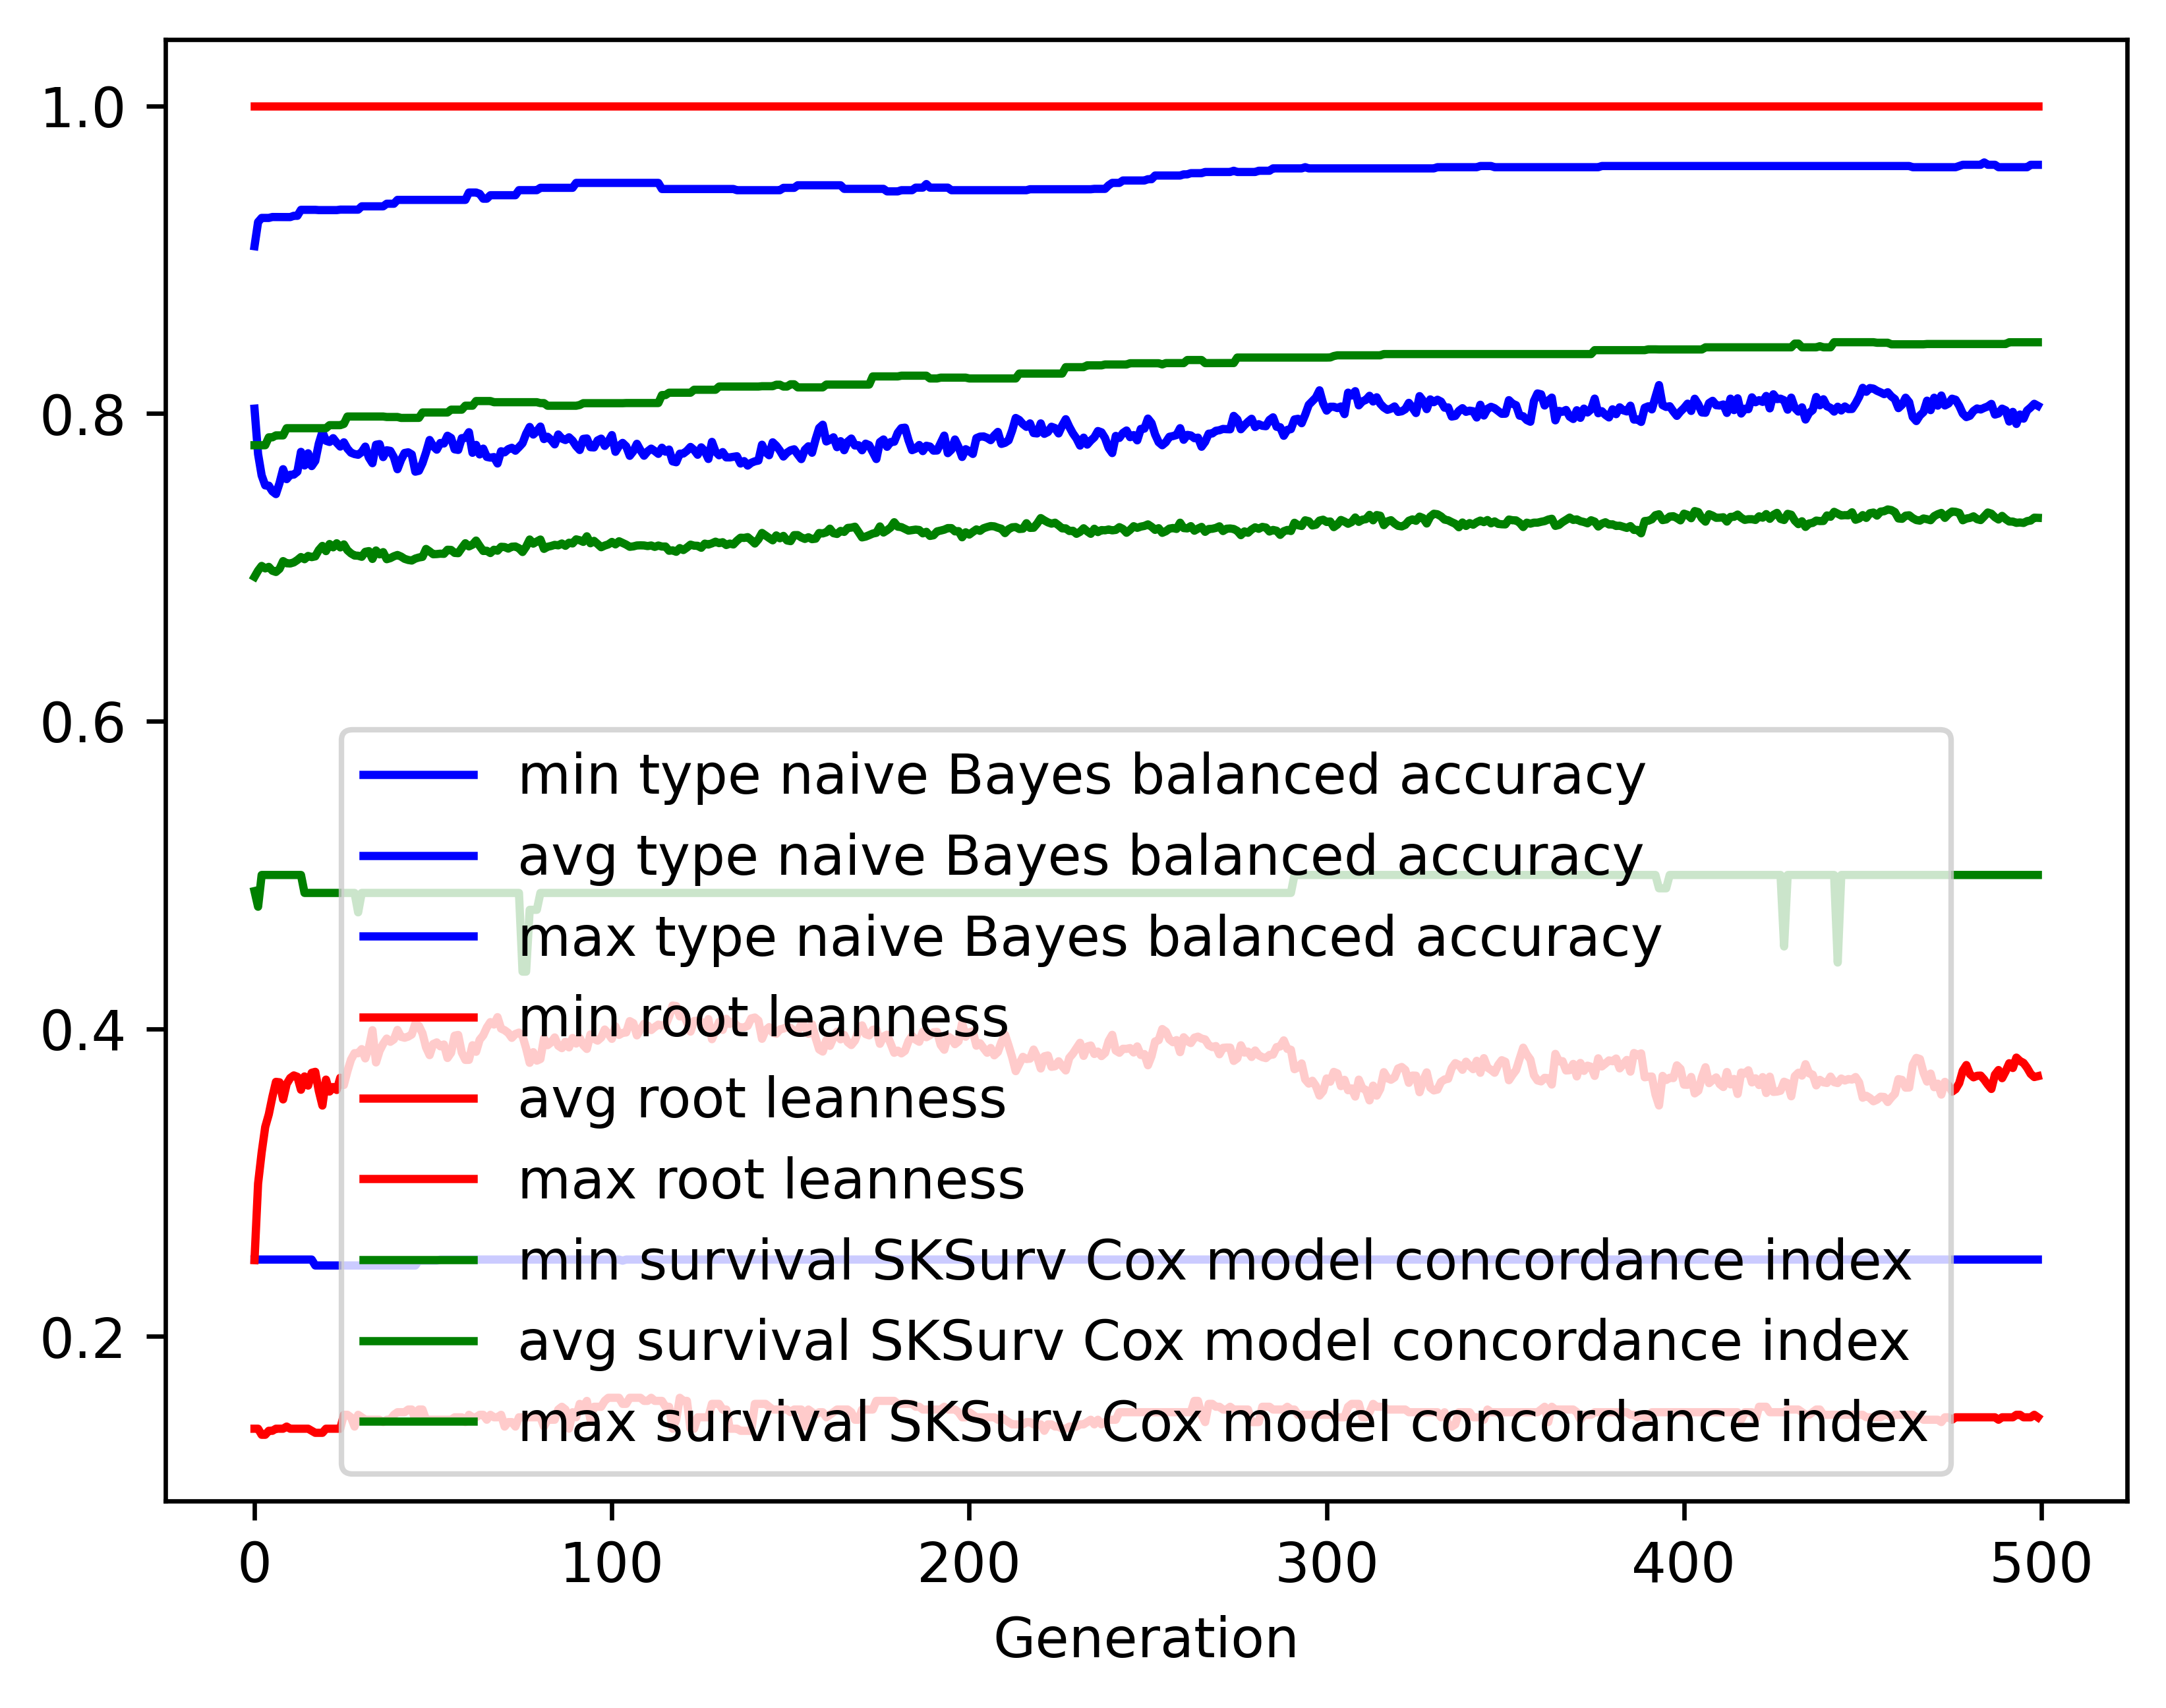 1.0
0.8
0.6
0.4
0.2
min type naive Bayes balanced accuracy
avg type naive Bayes balanced accuracy
max type naive Bayes balanced accuracy
min root leanness
avg root leanness
max root leanness
min survival SKSurv Cox model concordance index
avg survival SKSurv Cox model concordance index
max survival SKSurv Cox model concordance index
0 100 200 300 400 500
Generation